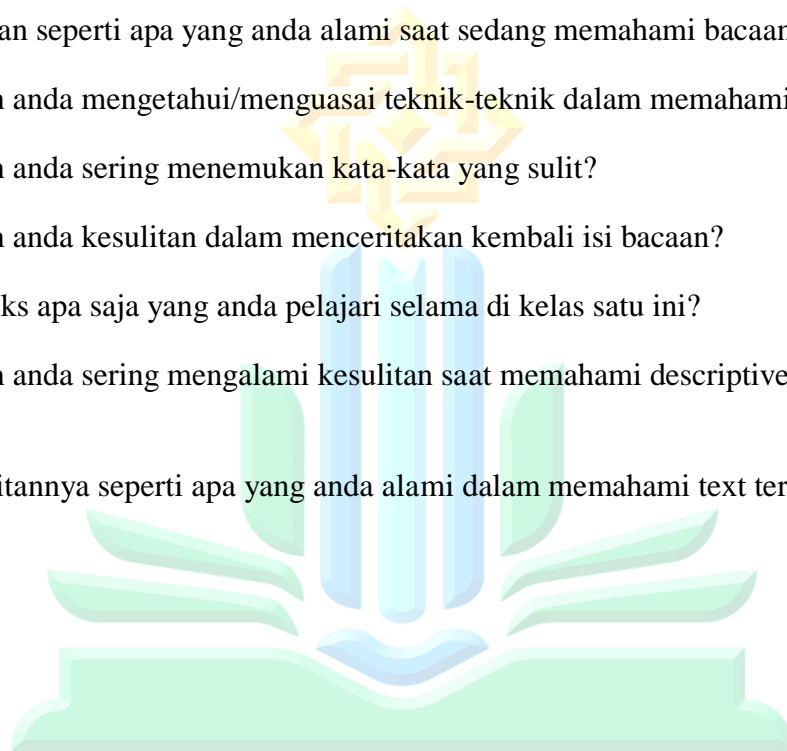 an seperti apa yang anda alami saat sedang memahami bacaan
n anda mengetahui/menguasai teknik-teknik dalam memahami
n anda sering menemukan kata-kata yang sulit?
n anda kesulitan dalam menceritakan kembali isi bacaan?
ks apa saja yang anda pelajari selama di kelas satu ini?
n anda sering mengalami kesulitan saat memahami descriptive
itannya seperti apa yang anda alami dalam memahami text ter